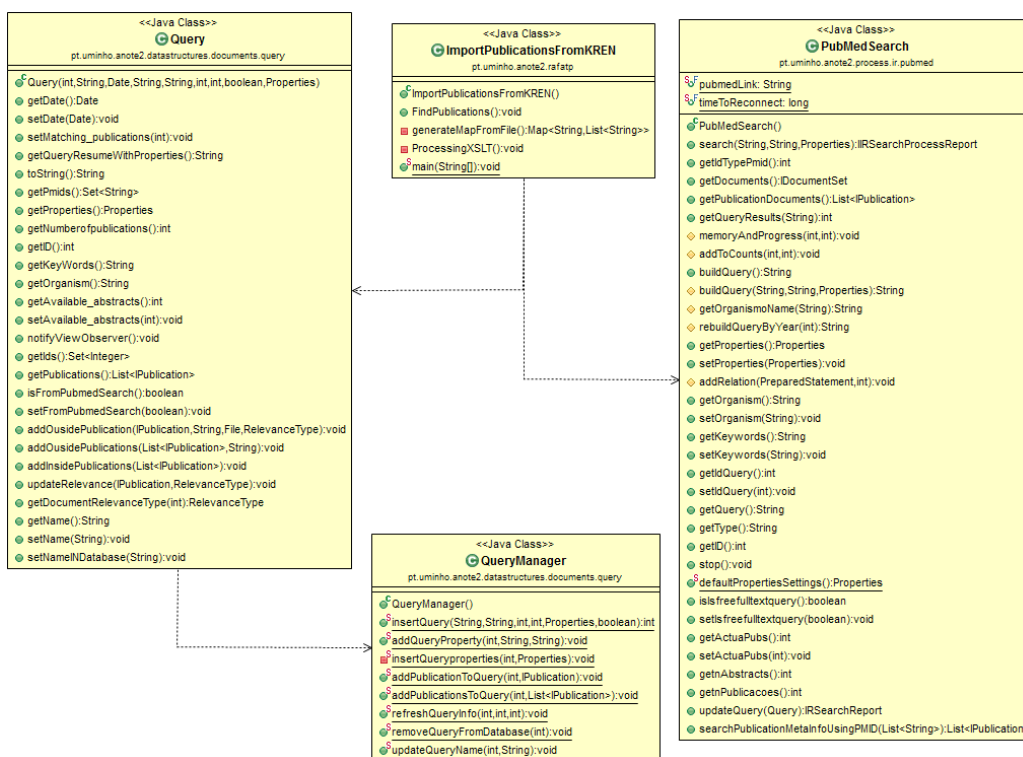 <<Java Class>>
Query
pt.uminho.anote2.datastructures.documents.query
Query(int,String,Date,String,String,int,int,boolean,Properties)
getDate():Date
setDate(Date):void
setMatching_publications(int):void
getQueryResumeWithProperties():String
toString():String
getPmids():Set<String>
getProperties():Properties
getNumberofpublications():int
getID():int
getKeyWords():String
getOrganism():String
getAvailable_abstracts():int
setAvailable_abstracts(int):void
notifyViewObserver():void
getIds():Set<Integer>
getPublications():List<IPublication>
isFromPubmedSearch():boolean
setFromPubmedSearch(boolean):void
addOusidePublication(IPublication,String,File,RelevanceType):void
addOusidePublications(List<IPublication>,String):void
addInsidePublications(List<IPublication>):void
updateRelevance(IPublication,RelevanceType):void
getDocumentRelevanceType(int):RelevanceType
getName():String
setName(String):void
setNameINDatabase(String):void
<<Java Class>>
ImportPublicationsFromKREN
pt.uminho.anote2.rafatp
ImportPublicationsFromKREN()
FindPublications():void
generateMapFromFile():Map<String,List<String>>
ProcessingXSLT():void
main(String[]):void
<<Java Class>>
PubMedSearch
pt.uminho.anote2.process.ir.pubmed
pubmedLink: String
timeToReconnect: long
PubMedSearch()
search(String,String,Properties):IIRSearchProcessReport
getIdTypePmid():int
getDocuments():IDocumentSet
getPublicationDocuments():List<IPublication>
getQueryResults(String):int
memoryAndProgress(int,int):void
addToCounts(int,int):void
buildQuery():String
buildQuery(String,String,Properties):String
getOrganismoName(String):String
rebuildQueryByYear(int):String
getProperties():Properties
setProperties(Properties):void
addRelation(PreparedStatement,int):void
getOrganism():String
setOrganism(String):void
getKeywords():String
setKeywords(String):void
getIdQuery():int
setIdQuery(int):void
getQuery():String
getType():String
getID():int
stop():void
defaultPropertiesSettings():Properties
isIsfreefulltextquery():boolean
setIsfreefulltextquery(boolean):void
getActuaPubs():int
setActuaPubs(int):void
getnAbstracts():int
getnPublicacoes():int
updateQuery(Query):IRSearchReport
searchPublicationMetaInfoUsingPMID(List<String>):List<IPublication
<<Java Class>>
QueryManager
pt.uminho.anote2.datastructures.documents.query
QueryManager()
insertQuery(String,String,int,int,Properties,boolean):int
addQueryProperty(int,String,String):void
insertQueryproperties(int,Properties):void
addPublicationToQuery(int,IPublication):void
addPublicationsToQuery(int,List<IPublication>):void
refreshQueryInfo(int,int,int):void
removeQueryFromDatabase(int):void
updateQueryName(int,String):void